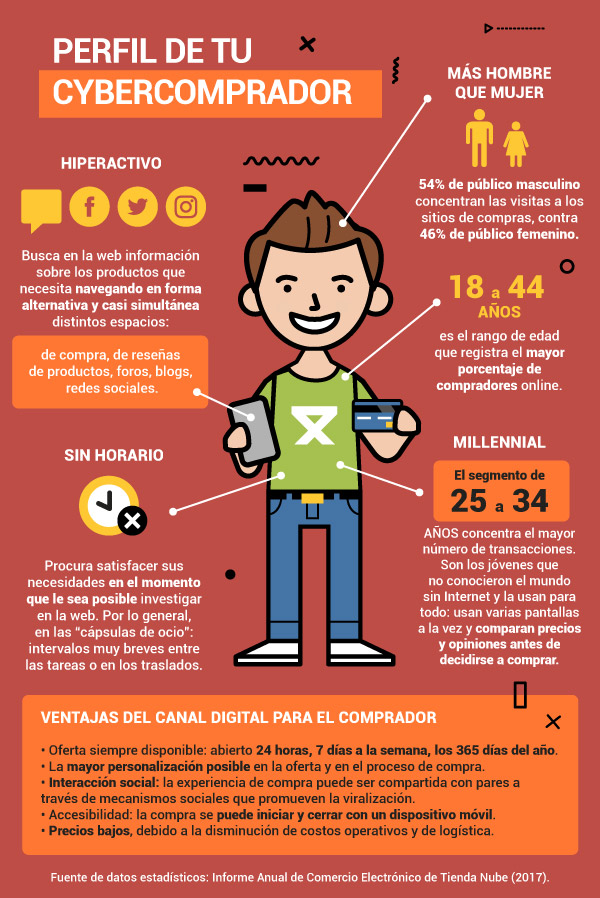 PERFIL DE TU
CYBERCOMPRADOR
MÁS HOMBRE
QUE MUJER
54% de público masculino
concentran las visitas a los
sitios de compras, contra
46% de público femenino.
HIPERACTIVO
Busca en la web información
sobre los productos que
necesita navegando en forma
alternativa y casi simultánea
distintos espacios:
de compra, de reseñas
de productos, foros, blogs,
redes sociales.
18 a 44
AÑOS
es el rango de edad
que registra el mayor
porcentaje de
compradores online.
SIN HORARIO
Procura satisfacer sus
necesidades en el momento
que le sea posible investigar
en la web. Por lo general,
en las "cápsulas de ocio":
intervalos muy breves entre
las tareas o en los traslados.
MILLENNIAL
El segmento de
25 a 34
AÑOS concentra el mayor
número de transacciones.
Son los jóvenes que
no conocieron el mundo
sin Internet y la usan para
todo: usan varias pantallas
a la vez y comparan precios
y opiniones antes de
decidirse a comprar.
VENTAJAS DEL CANAL DIGITAL PARA EL COMPRADOR
• Oferta siempre disponible: abierto 24 horas, 7 días a la semana, los 365 días del año.
• La mayor personalización posible en la oferta y en el proceso de compra.
• Interacción social: la experiencia de compra puede ser compartida con pares a
través de mecanismos sociales que promueven la viralización.
• Accesibilidad: la compra se puede iniciar y cerrar con un dispositivo móvil.
• Precios bajos, debido a la disminución de costos operativos y de logística.
Fuente de datos estadísticos: Informe Anual de Comercio Electrónico de Tienda Nube (2017).